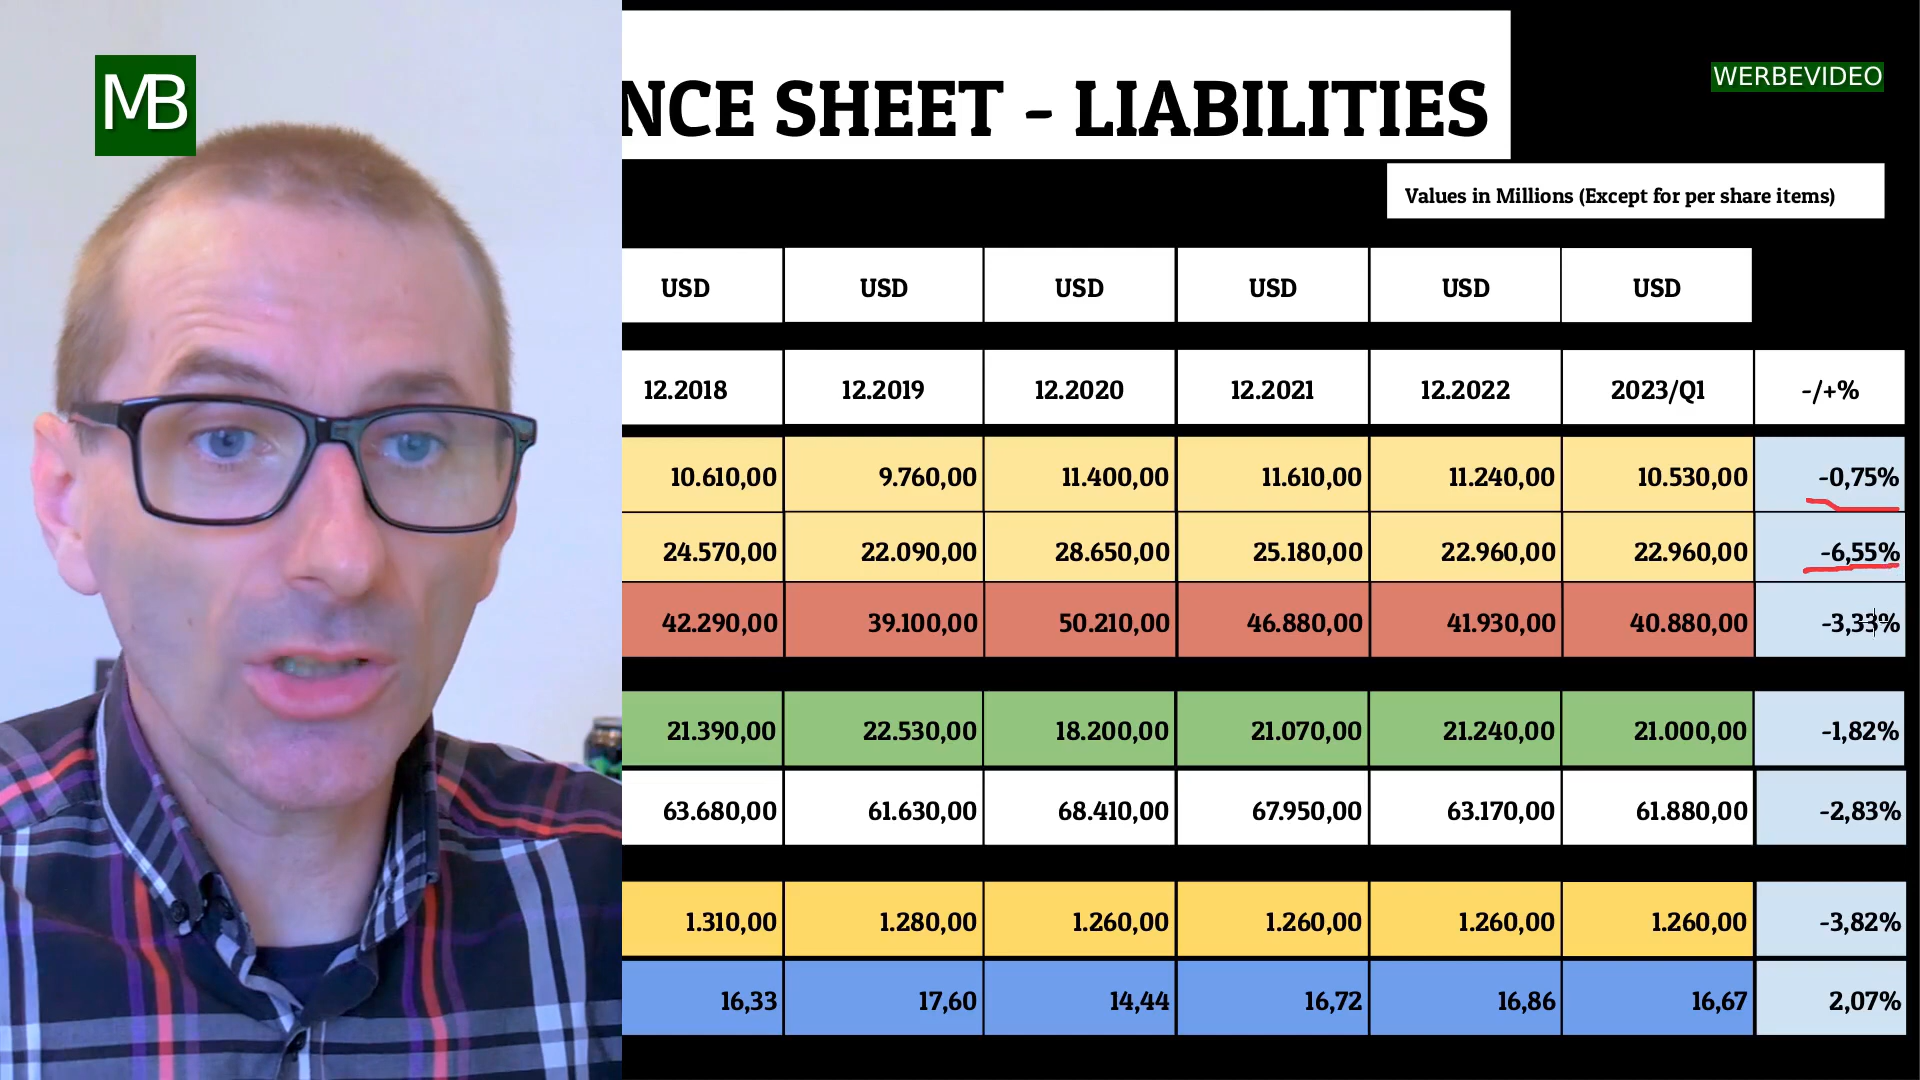 MB
WERBEVIDEO
NCE SHEET - LIABILITIES
Values in Millions (Except for per share items)
USD USD USD USD USD USD
12.2018 12.2019 12.2020 12.2021 12.2022 2023/Q1 -/+%
10.610,00 9.760,00 11.400,00 11.610,00 11.240,00 10.530,00 -0,75%
24.570,00 22.090,00 28.650,00 25.180,00 22.960,00 22.960,00 -6,55%
42.290,00 39.100,00 50.210,00 46.880,00 41.930,00 40.880,00 -3,33%
21.390,00 22.530,00 18.200,00 21.070,00 21.240,00 21.000,00 -1,82%
63.680,00 61.630,00 68.410,00 67.950,00 63.170,00 61.880,00 -2,83%
1.310,00 1.280,00 1.260,00 1.260,00 1.260,00 1.260,00 -3,82%
16,33 17,60 14,44 16,72 16,86 16,67 2,07%